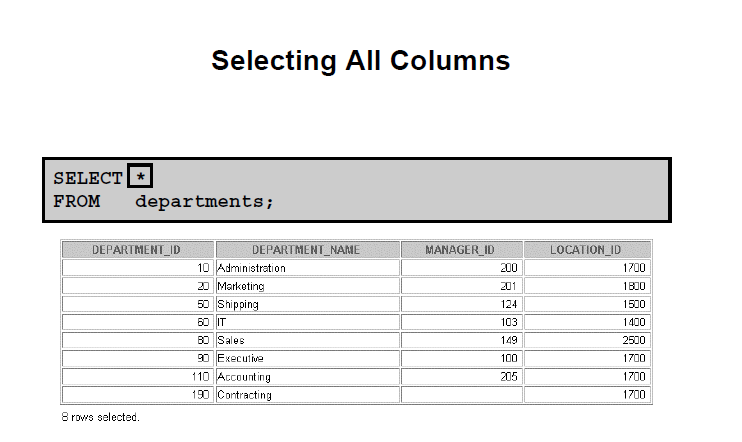 Selecting All Columns
SELECT *
FROM departments;
DEPARTMENT_ID DEPARTMENT_NAME MANAGER_ID LOCATION_ID
10 Administration 200 1700
20 Marketing 201 1800
50 Shipping 124 1500
60 IT 103 1400
80 Sales 149 2500
90 Executive 100 1700
110 Accounting 205 1700
190 Contracting 1700
8 rows selected.